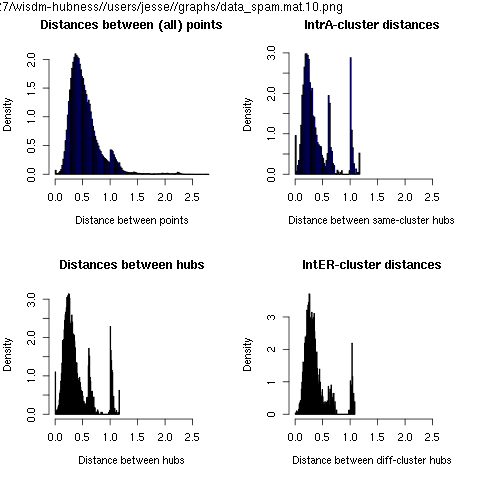 27/wisdm-hubness//users/jesse//graphs/data_spam.mat.10.png
Distances between (all) points
Density
0.0 0.5 1.0 1.5 2.0
0.0 0.5 1.0 1.5 2.0 2.5
Distance between points
IntrA-cluster distances
Density
0.0 1.0 2.0 3.0
0.0 0.5 1.0 1.5 2.0 2.5
Distance between same-cluster hubs
Distances between hubs
Density
0.0 1.0 2.0 3.0
0.0 0.5 1.0 1.5 2.0 2.5
Distance between hubs
IntER-cluster distances
Density
0 1 2 3
0.0 0.5 1.0 1.5 2.0 2.5
Distance between diff-cluster hubs